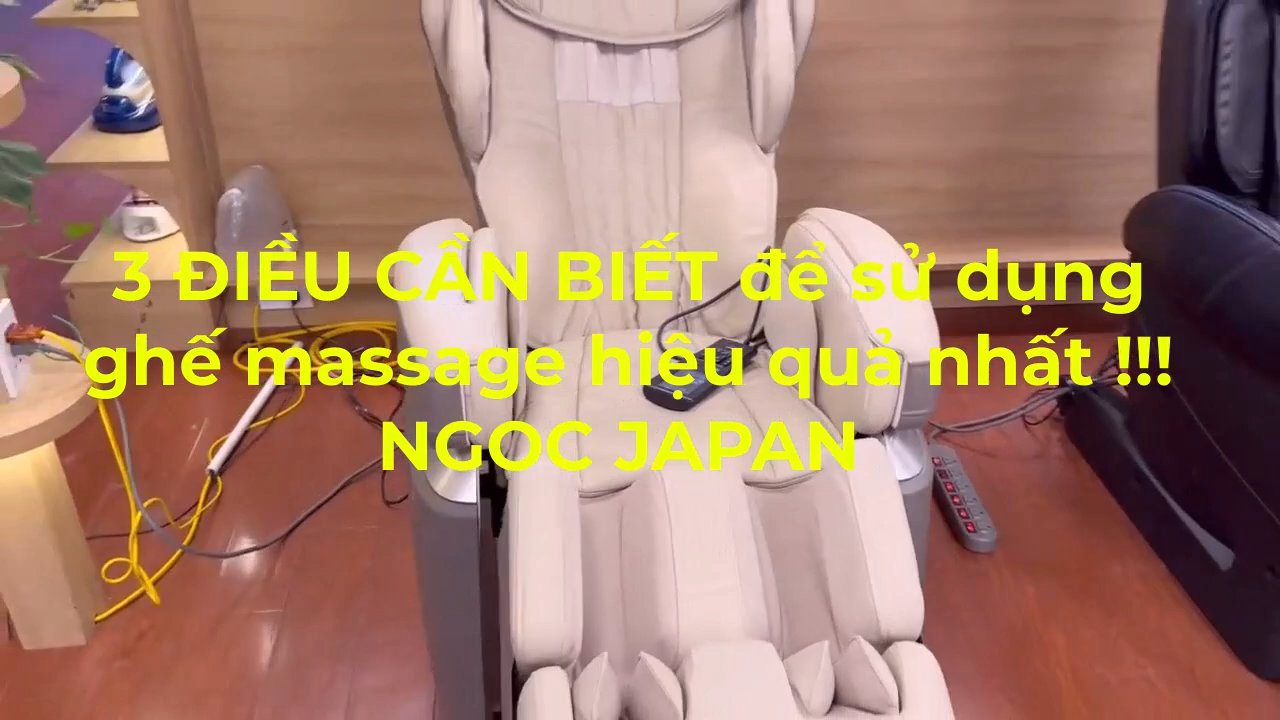 3 ĐIỀU CẦN BIẾT để sử dụng
ghế massage hiệu quả nhất !!!
NGOC JAPAN